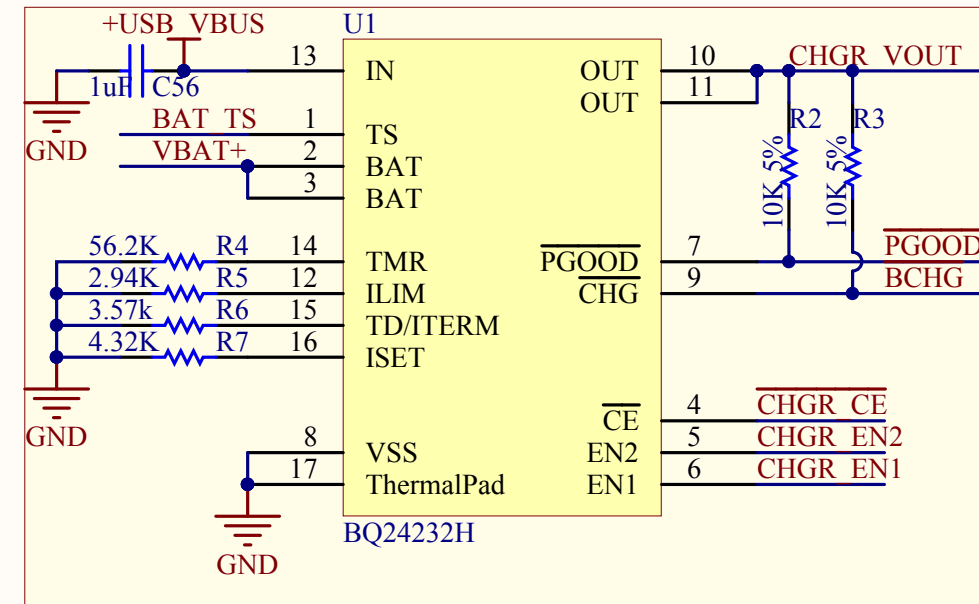 +USB_VBUS
U1
1uF C56
GND
13 IN
BAT_TS 1 TS
VBAT+ 2 BAT
3 BAT
56.2K R4 14 TMR
2.94K R5 12 ILIM
3.57k R6 15 TD/ITERM
4.32K R7 16 ISET
GND
8 VSS
17 ThermalPad
GND
BQ24232H
OUT 10 CHGR_VOUT
OUT 11
R2 R3
10K 5% 10K 5%
PGOOD 7 PGOOD
CHG 9 BCHG
CE 4 CHGR_CE
EN2 5 CHGR_EN2
EN1 6 CHGR_EN1